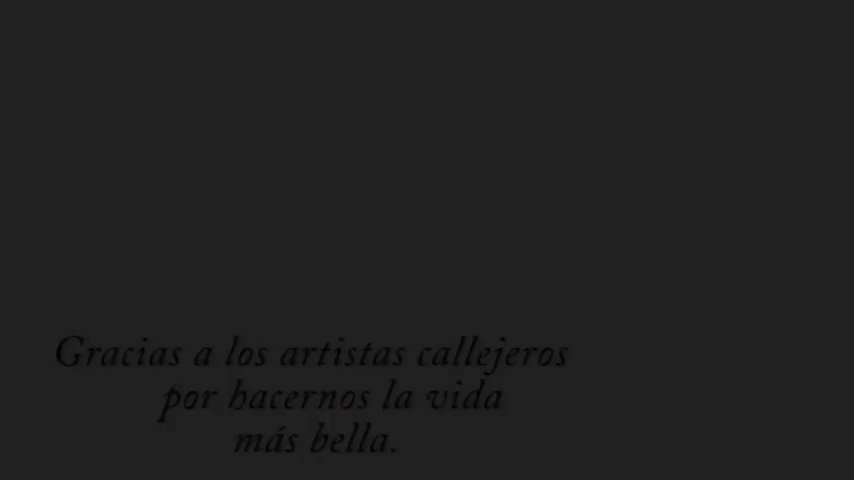 Gracias a los artistas callejeros
por hacernos la vida
más bella.